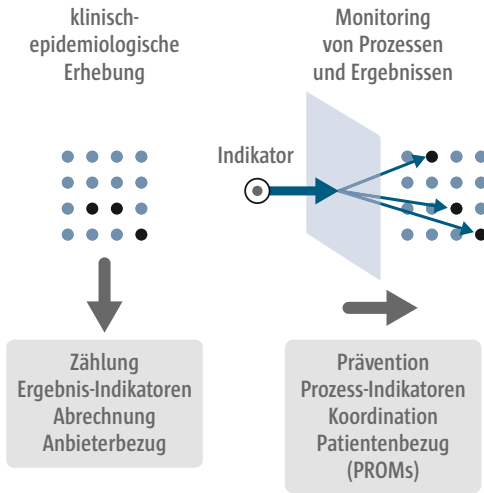 klinisch-
epidemiologische
Erhebung
Monitoring
von Prozessen
und Ergebnissen
Indikator
Zählung
Ergebnis-Indikatoren
Abrechnung
Anbieterbezug
Prävention
Prozess-Indikatoren
Koordination
Patientenbezug
(PROMs)